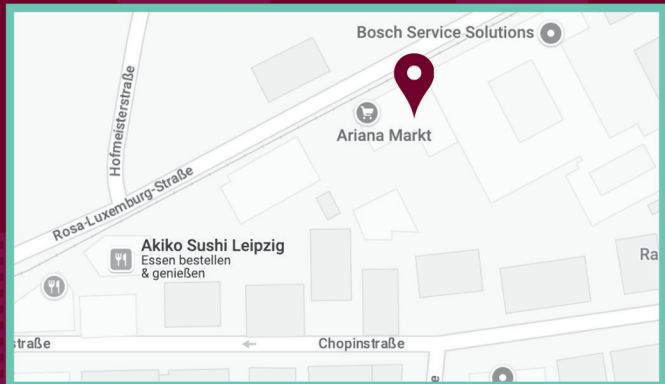 Bosch Service Solutions
Hofmeisterstraße
Ariana Markt
Rosa-Luxemburg-Straße
Akiko Sushi Leipzig
Essen bestellen
& genießen
Ra
straße
Chopinstraße
e